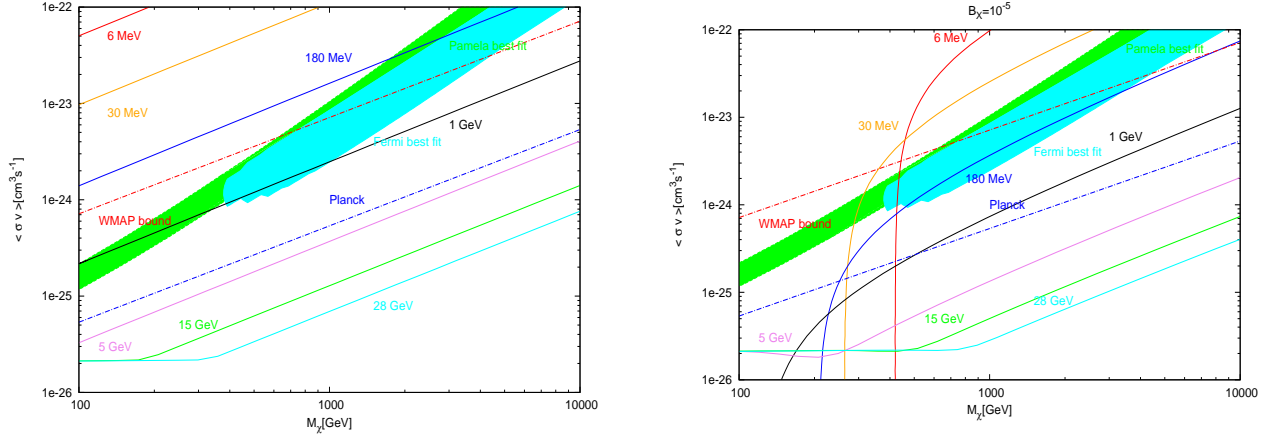 1e-22
6 MeV
180 MeV
Pamela best fit
1e-23
30 MeV
1 GeV
Fermi best fit
< σ v >[cm³s⁻¹]
1e-24
WMAP bound
Planck
1e-25
15 GeV
28 GeV
5 GeV
1e-26
100
1000
10000
Mχ[GeV]
Bχ=10⁻⁵
1e-22
6 MeV
Pamela best fit
1e-23
30 MeV
1 GeV
Fermi best fit
< σ v >[cm³s⁻¹]
180 MeV
1e-24
Planck
WMAP bound
1e-25
28 GeV
15 GeV
5 GeV
1e-26
100
1000
10000
Mχ[GeV]